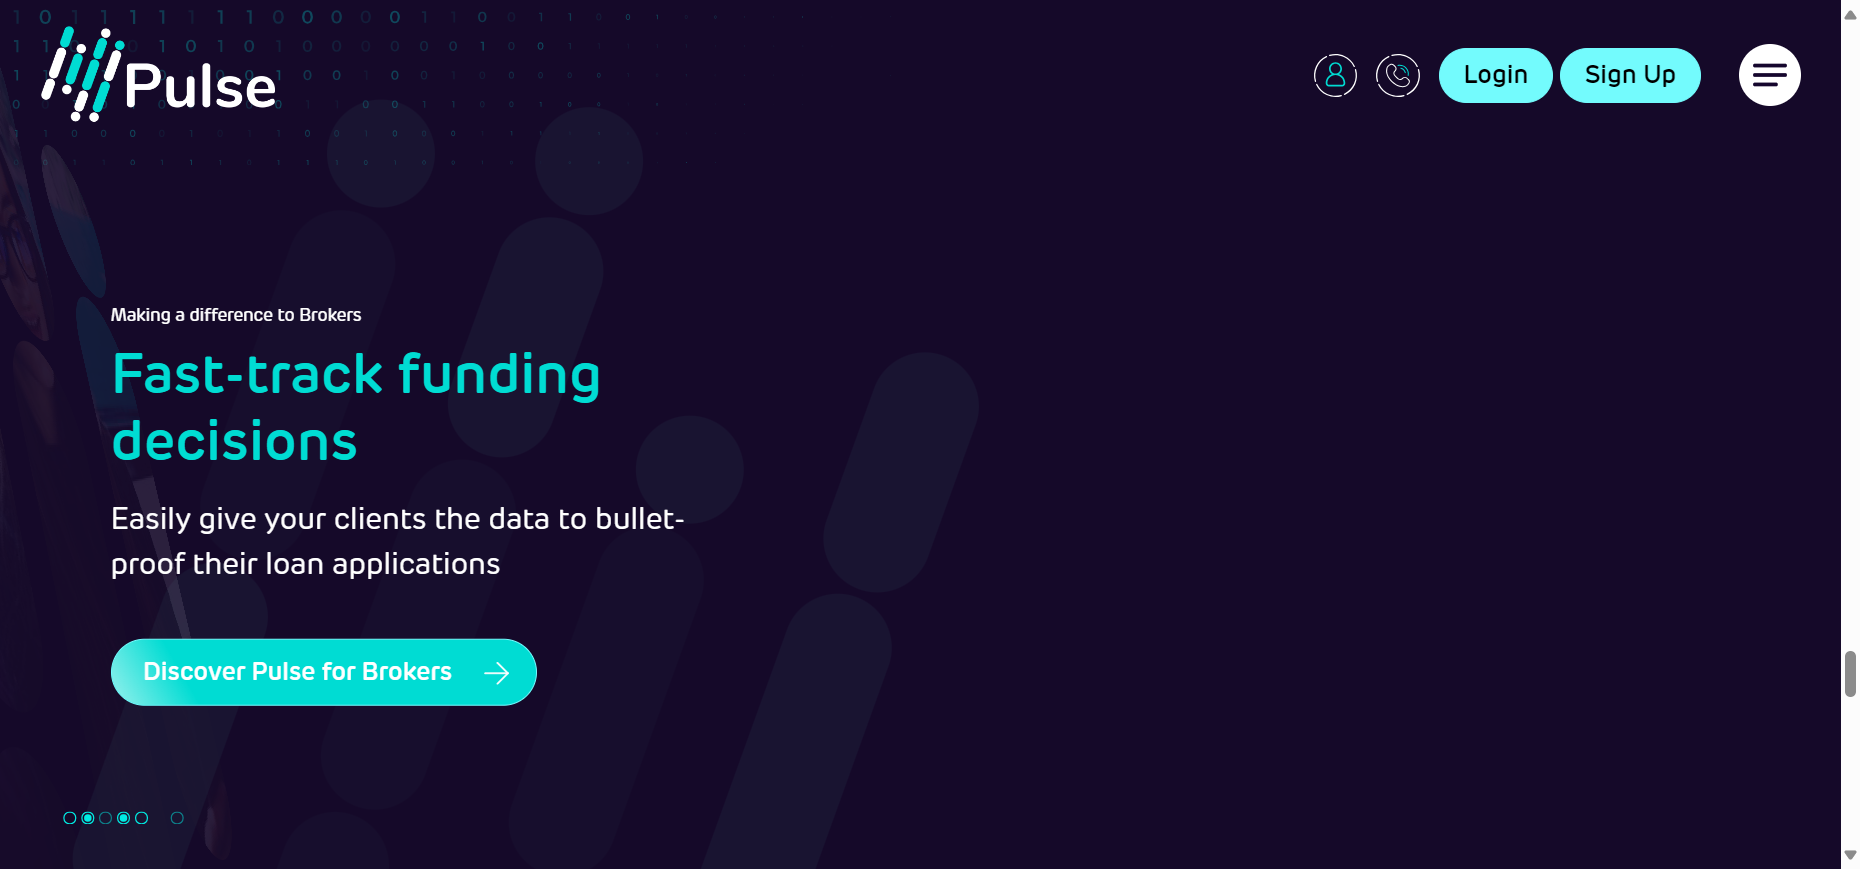 Pulse
Login
Sign Up
Making a difference to Brokers
Fast-track funding
decisions
Easily give your clients the data to bullet-
proof their loan applications
Discover Pulse for Brokers